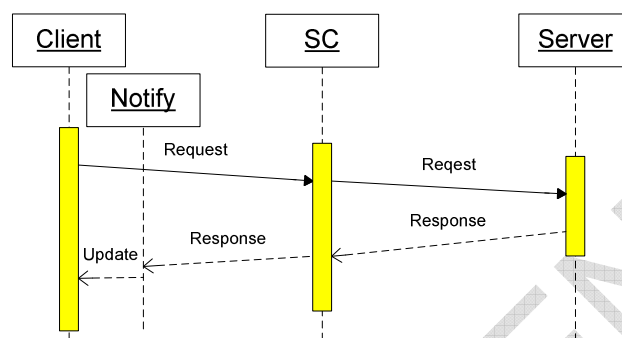 Client
SC
Server
Notify
Request
Reqest
Response
Response
Update